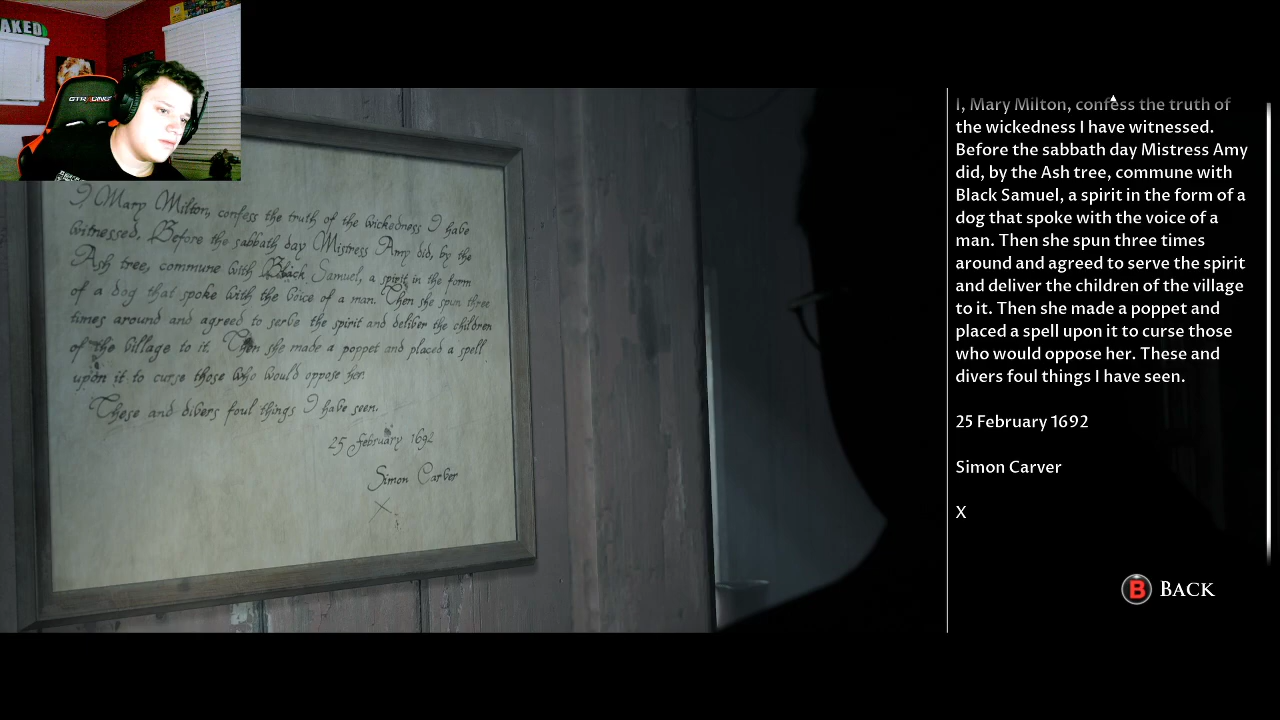 AKED
GTRACING
I, Mary Milton, confess the truth of the wickedness I have
witnessed. Before the sabbath day Mistress Amy did, by the
Ash tree, commune with Black Samuel, a spirit in the form
of a dog that spoke with the voice of a man. Then she spun three
times around and agreed to serve the spirit and deliver the children
of the village to it. Then she made a poppet and placed a spell
upon it to curse those who would oppose her.
These and divers foul things I have seen.
25 February 1692
Simon Carver
X
I, Mary Milton, confess the truth of
the wickedness I have witnessed.
Before the sabbath day Mistress Amy
did, by the Ash tree, commune with
Black Samuel, a spirit in the form of a
dog that spoke with the voice of a
man. Then she spun three times
around and agreed to serve the spirit
and deliver the children of the village
to it. Then she made a poppet and
placed a spell upon it to curse those
who would oppose her. These and
divers foul things I have seen.
25 February 1692
Simon Carver
X
B BACK